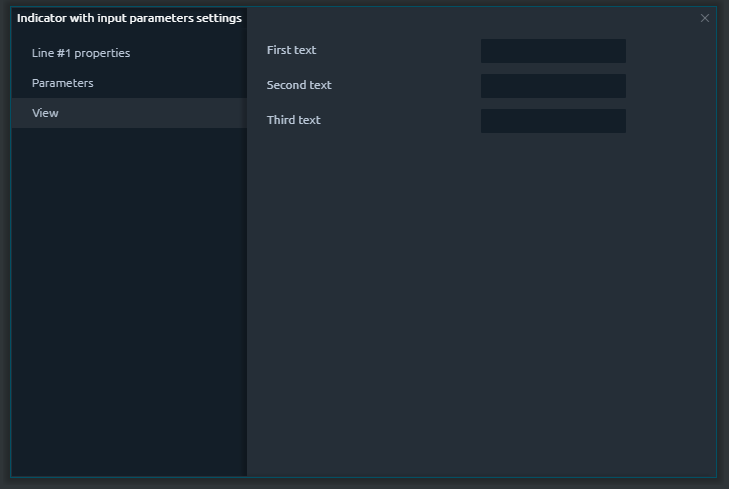 Indicator with input parameters settings
Line #1 properties
Parameters
View
First text
Second text
Third text